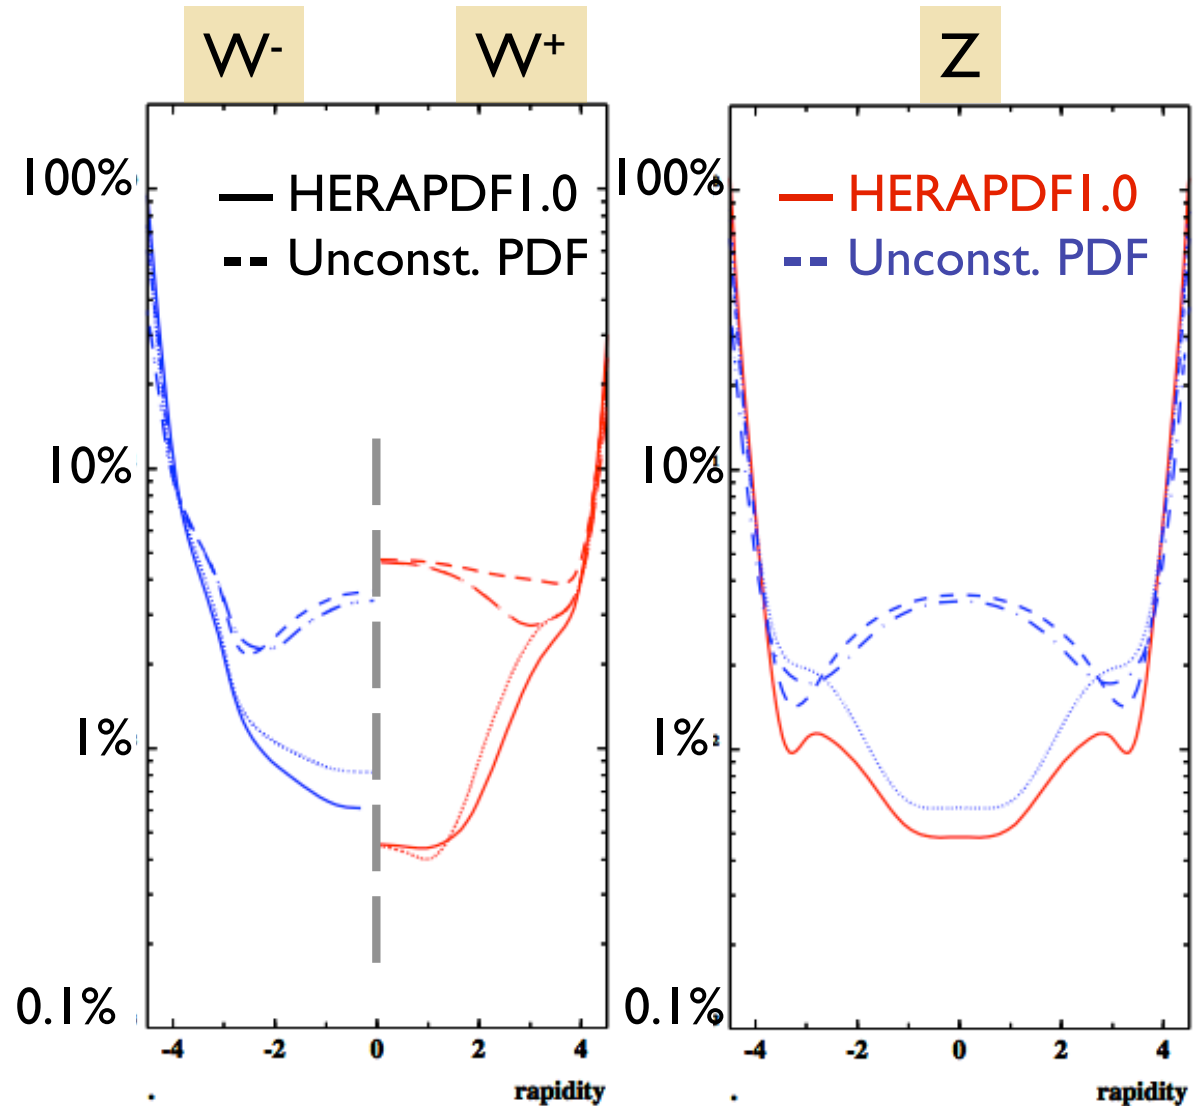 W- W+
Z
100%
HERAPDF1.0
Unconst. PDF
10%
1%
0.1%
-4 -2 0 2 4
rapidity
100%
HERAPDF1.0
Unconst. PDF
10%
1%
0.1%
-4 -2 0 2 4
rapidity